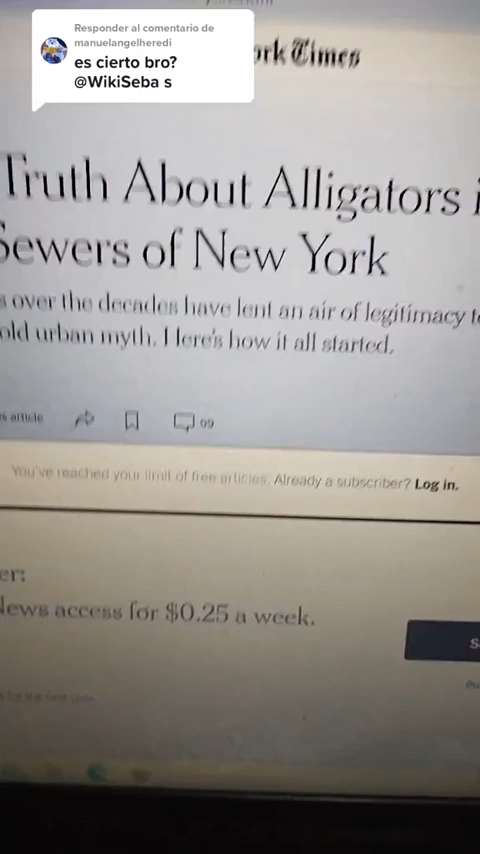 Responder al comentario de
manuelangelheredi
es cierto bro?
@WikiSeba s
ork Times
Truth About Alligators i
Sewers of New York
s over the decades have lent an air of legitimacy t
old urban myth. Here's how it all started.
article
99
You've reached your limit of free articles. Already a subscriber? Log in.
er:
News access for $0.25 a week.
S